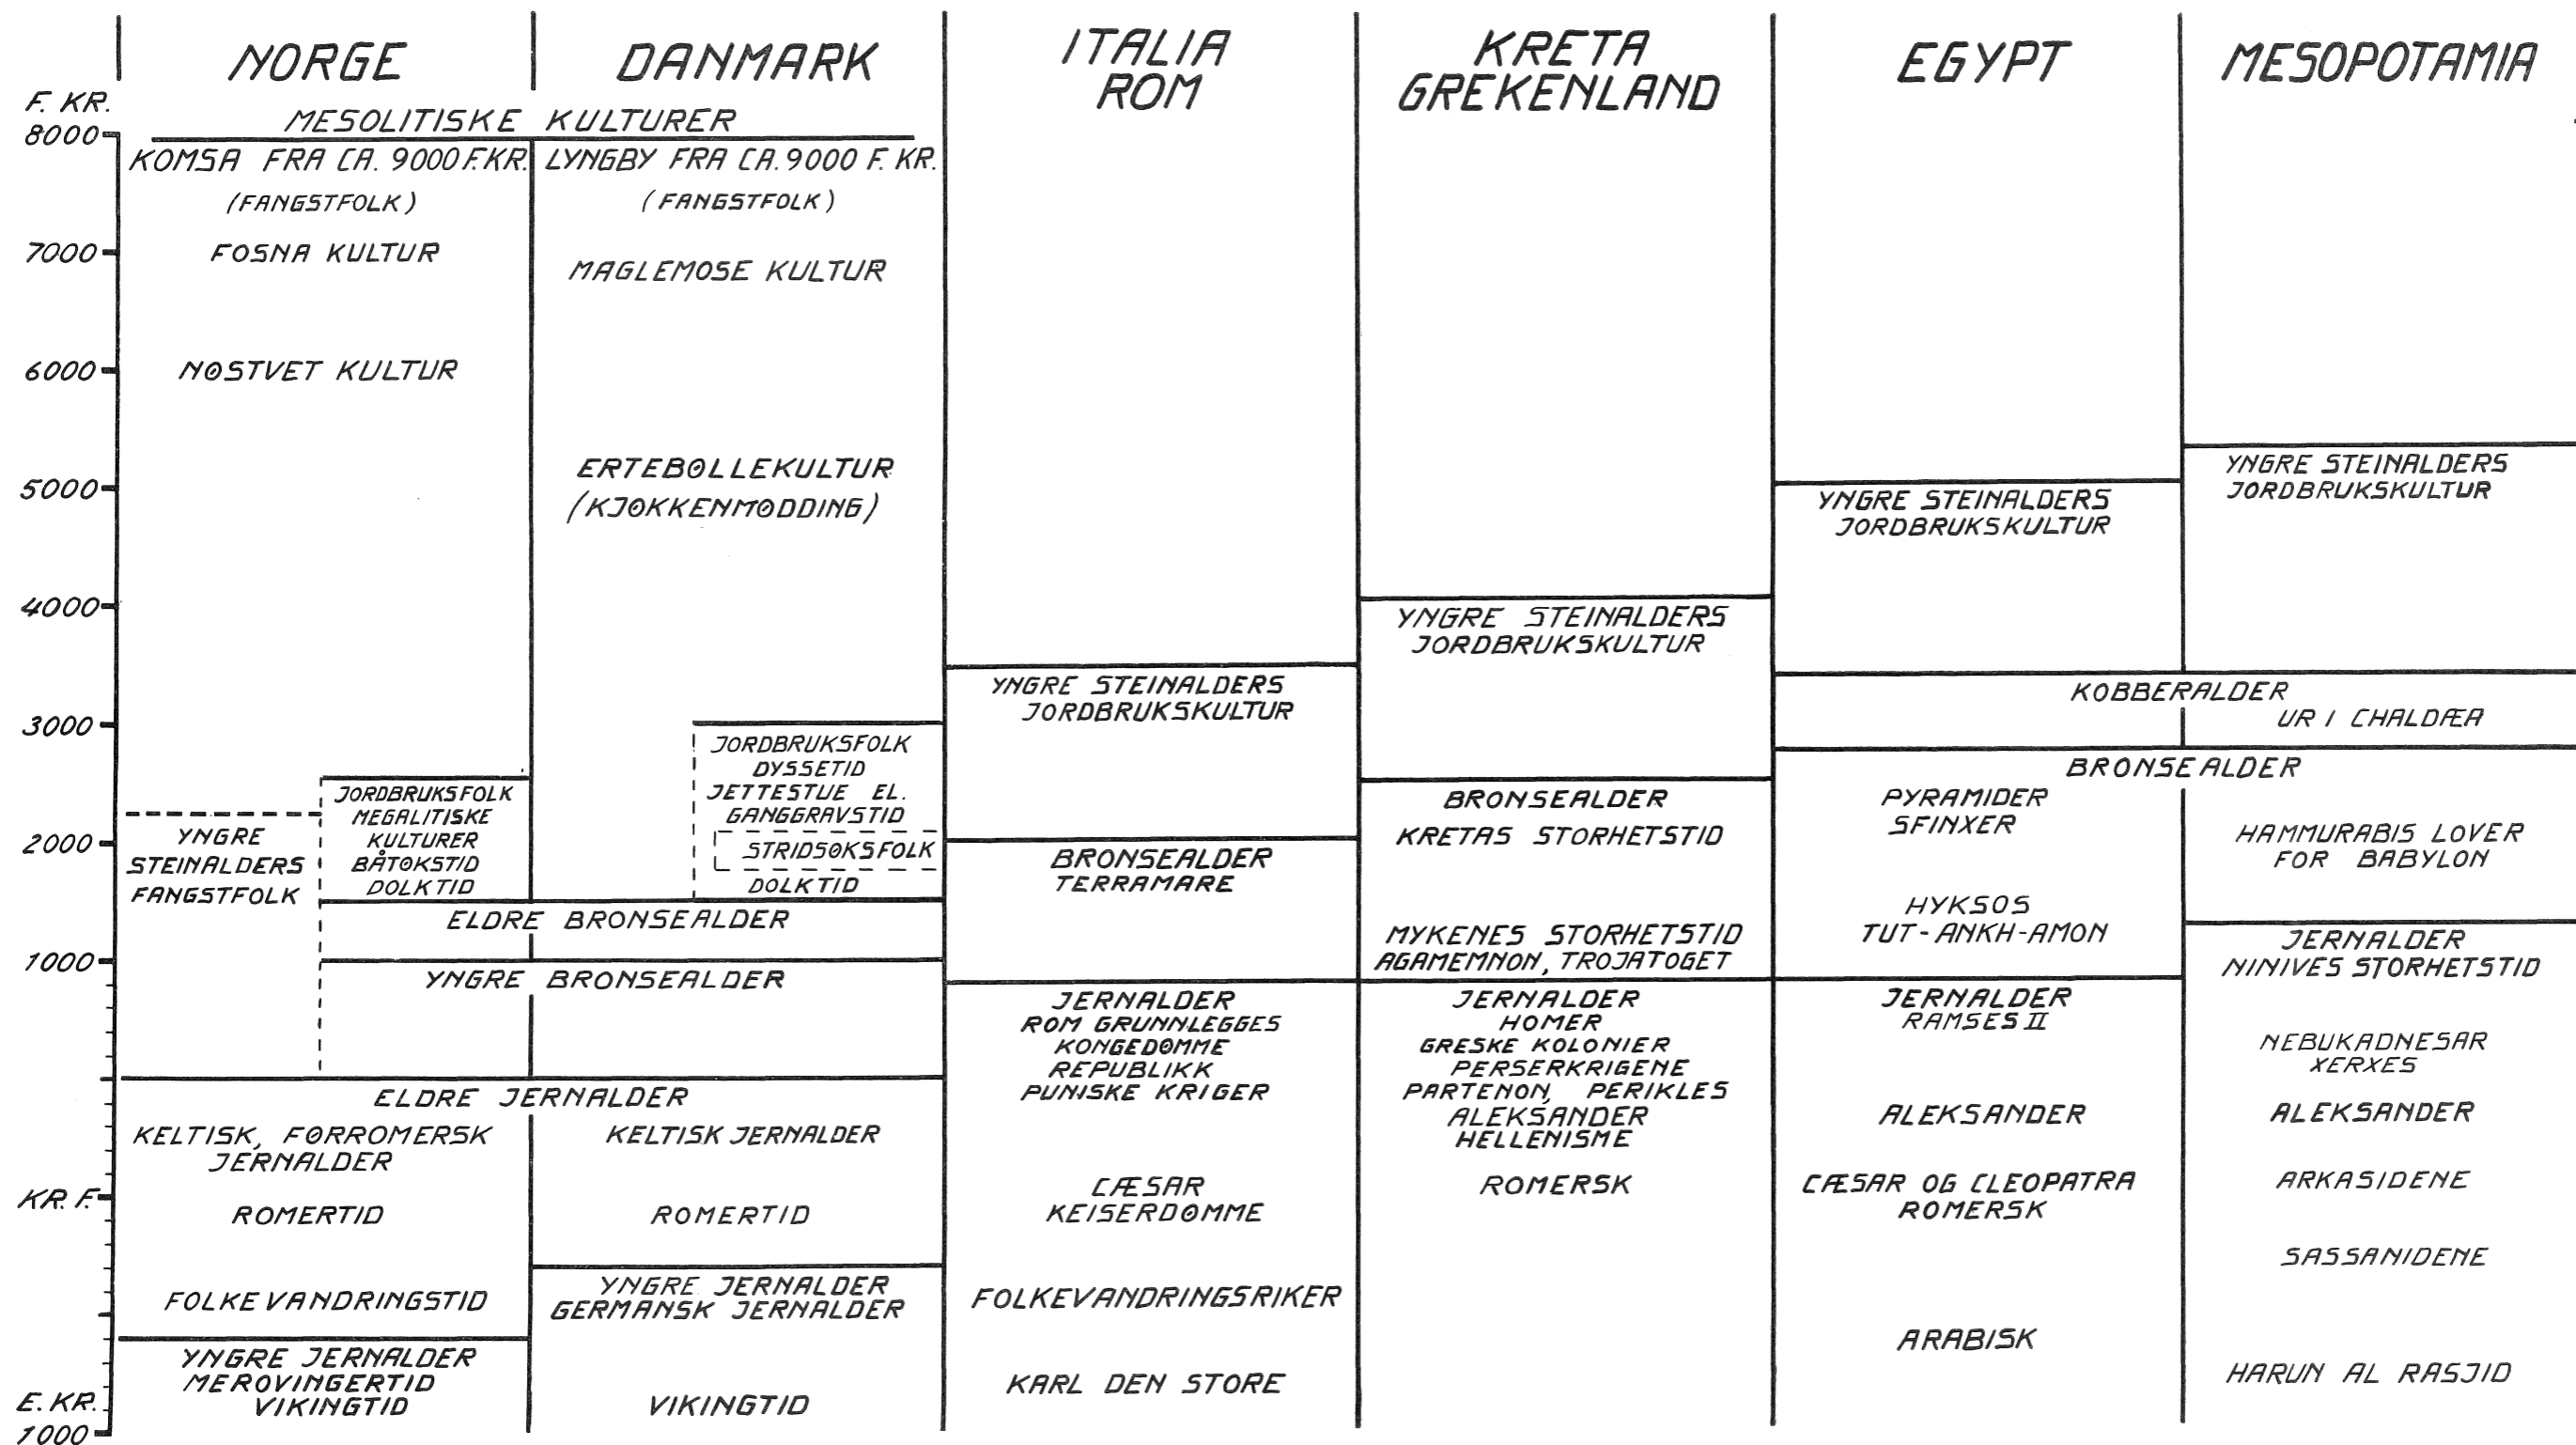 NORGE
DANMARK
ITALIA
ROM
KRETA
GREKENLAND
EGYPT
MESOPOTAMIA
F. KR.
8000
7000
6000
5000
4000
3000
2000
1000
KR. F.
E. KR.
1000
MESOLITISKE KULTURER
KOMSA FRA CA. 9000 F.KR.
(FANGSTFOLK)
FOSNA KULTUR
NØSTVET KULTUR
YNGRE
STEINALDERS
FANGSTFOLK
JORDBRUKSFOLK
MEGALITISKE
KULTURER
BÅTØKSTID
DOLKTID
LYNGBY FRA CA. 9000 F. KR.
(FANGSTFOLK)
MAGLEMOSE KULTUR
ERTEBØLLEKULTUR
(KJØKKENMØDDING)
JORDBRUKSFOLK
DYSSETID
JETTESTUE EL.
GANGGRAVSTID
STRIDSØKSFOLK
DOLKTID
ELDRE BRONSEALDER
YNGRE BRONSEALDER
ELDRE JERNALDER
KELTISK, FØRROMERSK
JERNALDER
ROMERTID
FOLKEVANDRINGSTID
YNGRE JERNALDER
MEROVINGERTID
VIKINGTID
KELTISK JERNALDER
ROMERTID
YNGRE JERNALDER
GERMANSK JERNALDER
VIKINGTID
YNGRE STEINALDERS
JORDBRUKSKULTUR
BRONSEALDER
TERRAMARE
JERNALDER
ROM GRUNNLEGGES
KONGEDØMME
REPUBLIKK
PUNISKE KRIGER
CÆSAR
KEISERDØMME
FOLKEVANDRINGSRIKER
KARL DEN STORE
YNGRE STEINALDERS
JORDBRUKSKULTUR
BRONSEALDER
KRETAS STORHETSTID
MYKENES STORHETSTID
AGAMEMNON, TROJATOGET
JERNALDER
HOMER
GRESKE KOLONIER
PERSERKRIGENE
PARTENON, PERIKLES
ALEKSANDER
HELLENISME
ROMERSK
YNGRE STEINALDERS
JORDBRUKSKULTUR
KOBBERALDER
UR I CHALDÆA
BRONSEALDER
PYRAMIDER
SFINXER
HYKSOS
TUT-ANKH-AMON
JERNALDER
RAMSES II
ALEKSANDER
CÆSAR OG CLEOPATRA
ROMERSK
ARABISK
YNGRE STEINALDERS
JORDBRUKSKULTUR
HAMMURABIS LOVER
FOR BABYLON
JERNALDER
NINIVES STORHETSTID
NEBUKADNESAR
XERXES
ALEKSANDER
ARKASIDENE
SASSANIDENE
HARUN AL RASJID